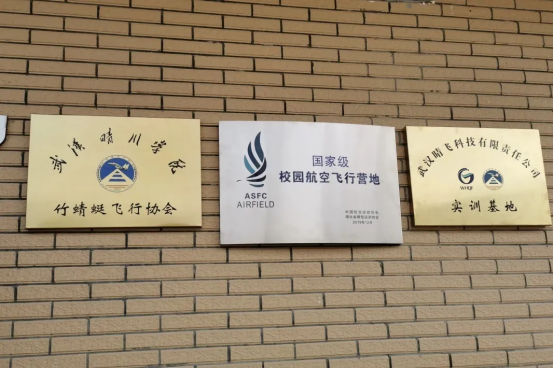 武汉晴川学院
竹蜻蜓飞行协会
ASFC
AIRFIELD
国家级
校园航空飞行营地
武汉晴飞科技有限责任公司
实训基地